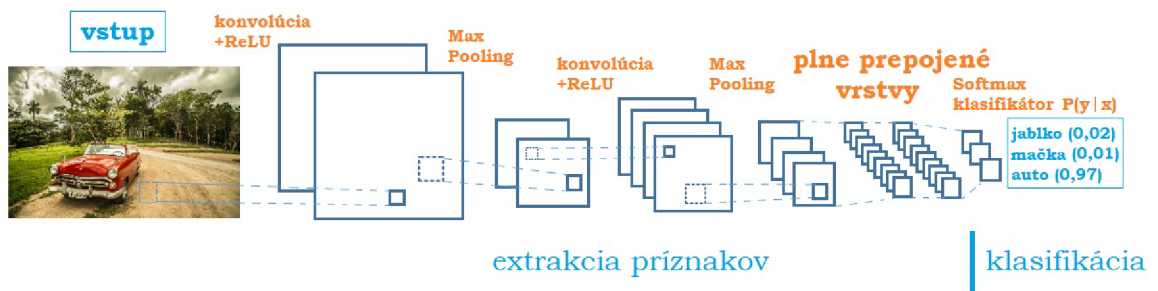 vstup
konvolúcia
+ReLU
Max
Pooling
konvolúcia
+ReLU
Max
Pooling
plne prepojené
vrstvy
Softmax
klasifikátor P(y|x)
jablko (0,02)
mačka (0,01)
auto (0,97)
extrakcia príznakov
klasifikácia